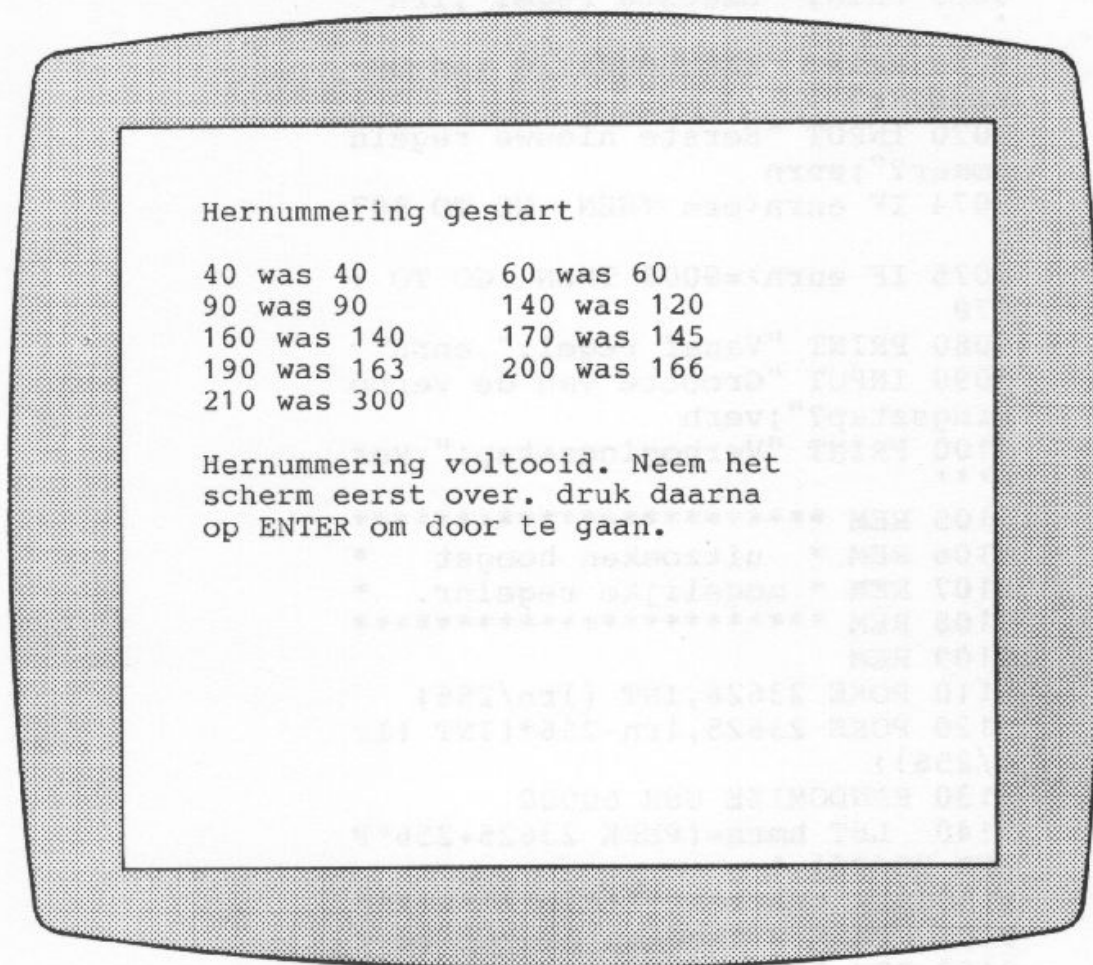 Hernummering gestart
40 was 40 60 was 60
90 was 90 140 was 120
160 was 140 170 was 145
190 was 163 200 was 166
210 was 300
Hernummering voltooid. Neem het
scherm eerst over. druk daarna
op ENTER om door te gaan.